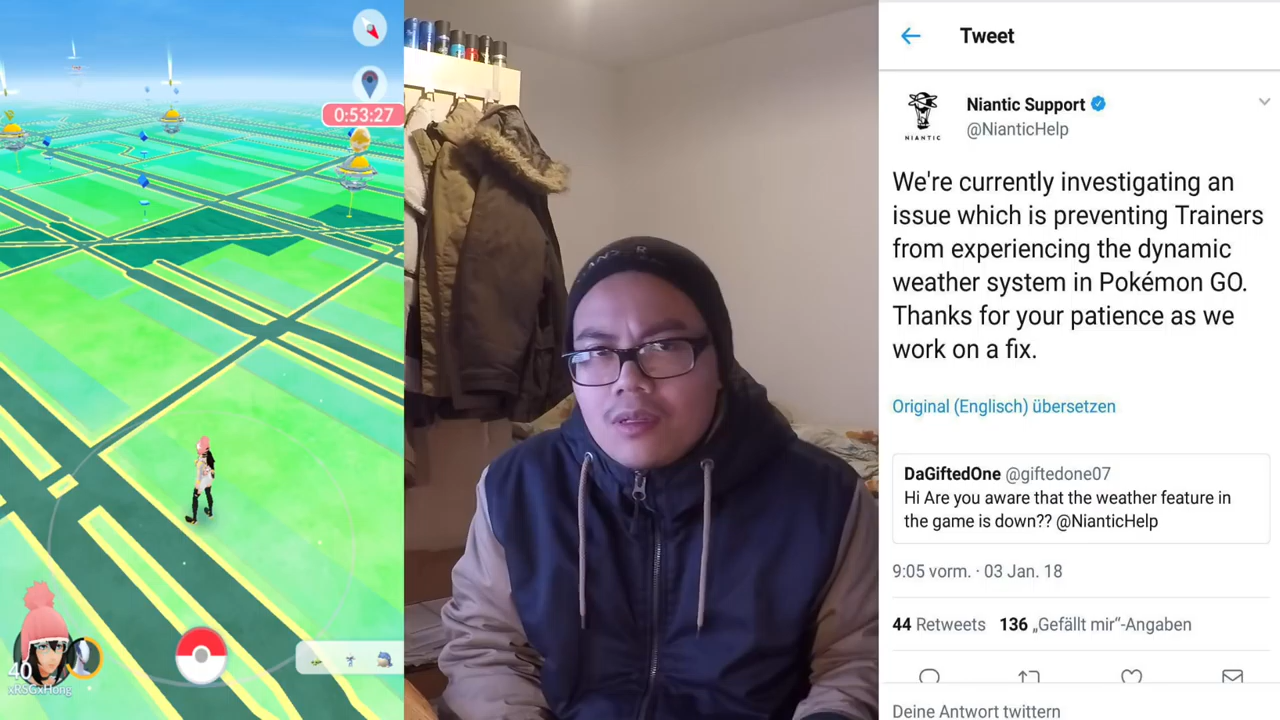 0:53:27
40
xRSGxHong
Tweet
Niantic Support
@NianticHelp
NIANTIC
We're currently investigating an
issue which is preventing Trainers
from experiencing the dynamic
weather system in Pokémon GO.
Thanks for your patience as we
work on a fix.
Original (Englisch) übersetzen
DaGiftedOne @giftedone07
Hi Are you aware that the weather feature in
the game is down?? @NianticHelp
9:05 vorm. · 03 Jan. 18
44 Retweets 136 „Gefällt mir“-Angaben
Deine Antwort twittern